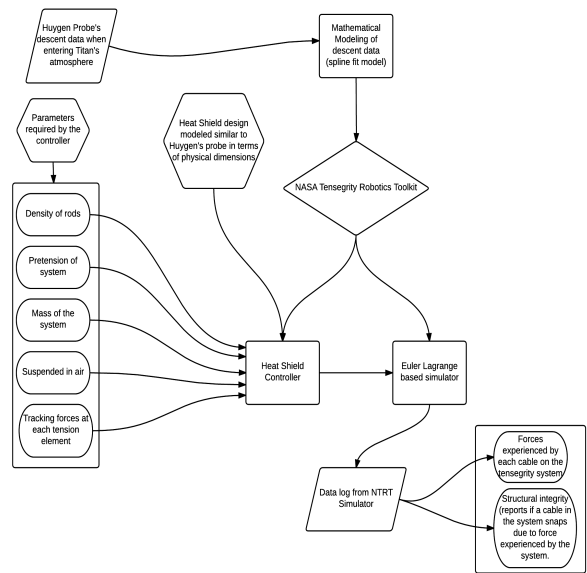 Huygen Probe's
descent data when
entering Titan's
atmosphere
Mathematical
Modeling of
descent data
(spline fit model)
Parameters
required by the
controller
Heat Shield design
modeled similar to
Huygen's probe in terms
of physical dimensions
NASA Tensegrity Robotics Toolkit
Density of rods
Pretension of
system
Mass of the
system
Suspended in air
Tracking forces at
each tension
element
Heat Shield
Controller
Euler Lagrange
based simulator
Data log from NTRT
Simulator
Forces
experienced by
each cable on the
tensegrity system
Structural integrity
(reports if a cable in
the system snaps
due to force
experienced by the
system.